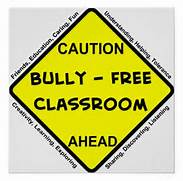 Friends, Education, Caring, Fun
Understanding, Helping, Tolerance
CAUTION
BULLY - FREE
CLASSROOM
AHEAD
Creativity, Learning, Exploring
Sharing, Discovering, Listening